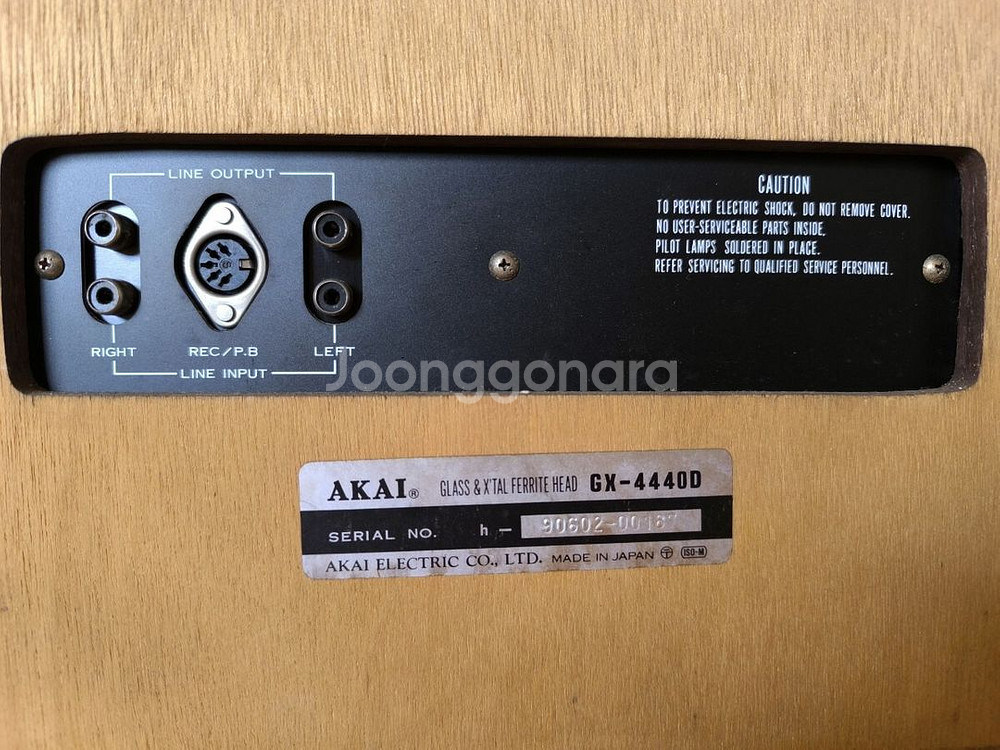 LINE OUTPUT
RIGHT REC/P.B LEFT
LINE INPUT
CAUTION
TO PREVENT ELECTRIC SHOCK, DO NOT REMOVE COVER.
NO USER-SERVICEABLE PARTS INSIDE.
PILOT LAMPS SOLDERED IN PLACE.
REFER SERVICING TO QUALIFIED SERVICE PERSONNEL.
Joonggonara
AKAI® GLASS & X'TAL FERRITE HEAD GX-4440D
SERIAL NO. h –
AKAI ELECTRIC CO., LTD. MADE IN JAPAN ISO-M